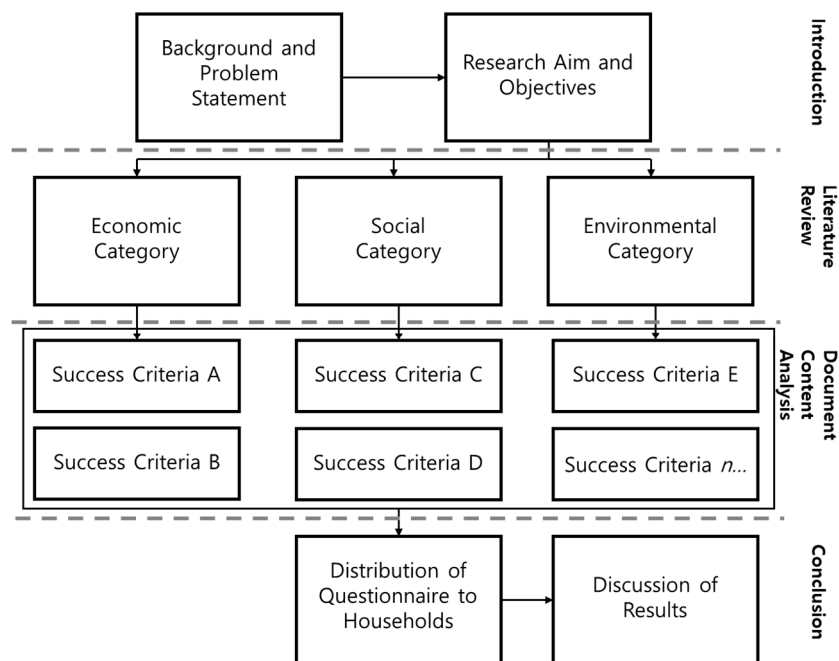 Background and
Problem
Statement
Research Aim and
Objectives
Introduction
Economic
Category
Social
Category
Environmental
Category
Literature
Review
Success Criteria A
Success Criteria C
Success Criteria E
Success Criteria B
Success Criteria D
Success Criteria n...
Document
Content
Analysis
Distribution of
Questionnaire to
Households
Discussion of
Results
Conclusion